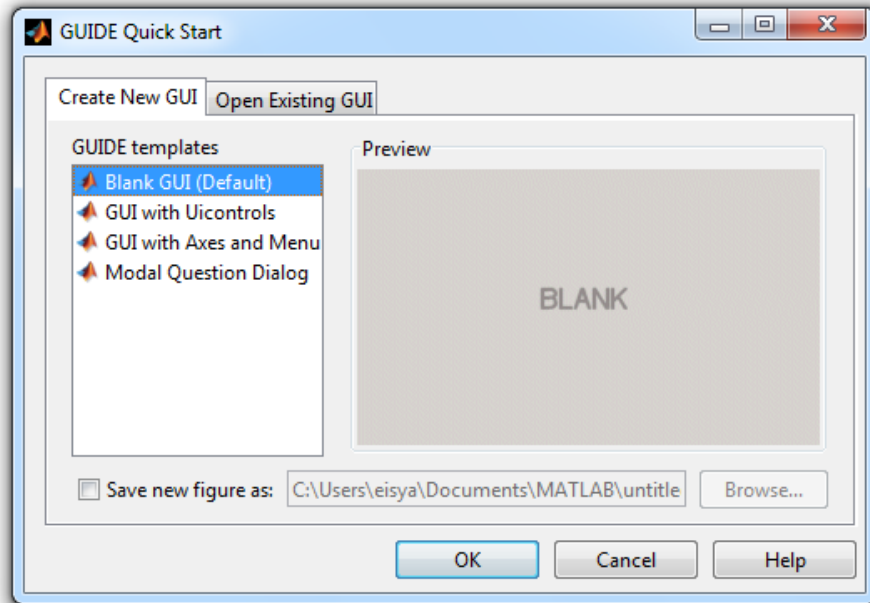 GUIDE Quick Start
Create New GUI
Open Existing GUI
GUIDE templates
Blank GUI (Default)
GUI with Uicontrols
GUI with Axes and Menu
Modal Question Dialog
Preview
BLANK
Save new figure as:
C:\Users\eisya\Documents\MATLAB\untitle
Browse...
OK
Cancel
Help